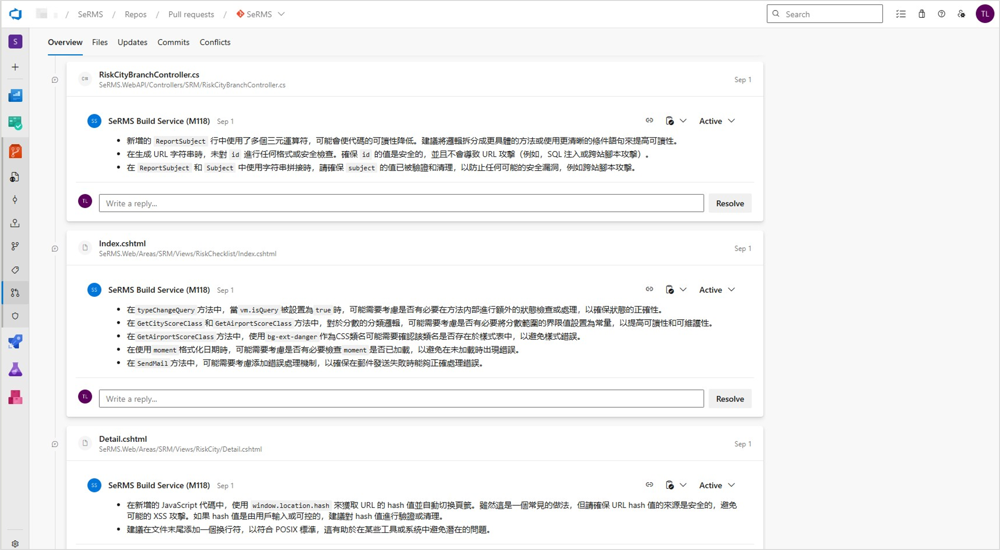 / SeRMS / Repos / Pull requests / SeRMS
Search
TL
S
Overview Files Updates Commits Conflicts
C# RiskCityBranchController.cs
SeRMS.WebAPI/Controllers/SRM/RiskCityBranchController.cs
Sep 1
SS SeRMS Build Service (M118) Sep 1
Active
• 新增的 ReportSubject 行中使用了多個三元運算符，可能會使代碼的可讀性降低。建議將邏輯拆分成更具體的方法或使用更清晰的條件語句來提高可讀性。
• 在生成 URL 字符串時，未對 id 進行任何格式或安全檢查。確保 id 的值是安全的，並且不會導致 URL 攻擊（例如，SQL 注入或跨站腳本攻擊）。
• 在 ReportSubject 和 Subject 中使用字符串拼接時，請確保 subject 的值已被驗證和清理，以防止任何可能的安全漏洞，例如跨站腳本攻擊。
TL Write a reply... Resolve
Index.cshtml
SeRMS.Web/Areas/SRM/Views/RiskChecklist/Index.cshtml
Sep 1
SS SeRMS Build Service (M118) Sep 1
Active
• 在 typeChangeQuery 方法中，當 vm.isQuery 被設置為 true 時，可能需要考慮是否有必要在方法內部進行額外的狀態檢查或處理，以確保狀態的正確性。
• 在 GetCityScoreClass 和 GetAirportScoreClass 方法中，對於分數的分類邏輯，可能需要考慮是否有必要將分數範圍的界限值設置為常量，以提高可讀性和可維護性。
• 在 GetAirportScoreClass 方法中，使用 bg-ext-danger 作為CSS類名可能需要確認該類名是否存在於樣式表中，以避免樣式錯誤。
• 在使用 moment 格式化日期時，可能需要考慮是否有必要檢查 moment 是否已加載，以避免在未加載時出現錯誤。
• 在 SendMail 方法中，可能需要考慮添加錯誤處理機制，以確保在郵件發送失敗時能夠正確處理錯誤。
TL Write a reply... Resolve
Detail.cshtml
SeRMS.Web/Areas/SRM/Views/RiskCity/Detail.cshtml
Sep 1
SS SeRMS Build Service (M118) Sep 1
Active
• 在新增的 JavaScript 代碼中，使用 window.location.hash 來獲取 URL 的 hash 值並自動切換頁籤。雖然這是一個常見的做法，但請確保 URL hash 值的來源是安全的，避免
可能的 XSS 攻擊。如果 hash 值是由用戶輸入或可控的，建議對 hash 值進行驗證或清理。
• 建議在文件末尾添加一個換行符，以符合 POSIX 標準，這有助於在某些工具或系統中避免潛在的問題。